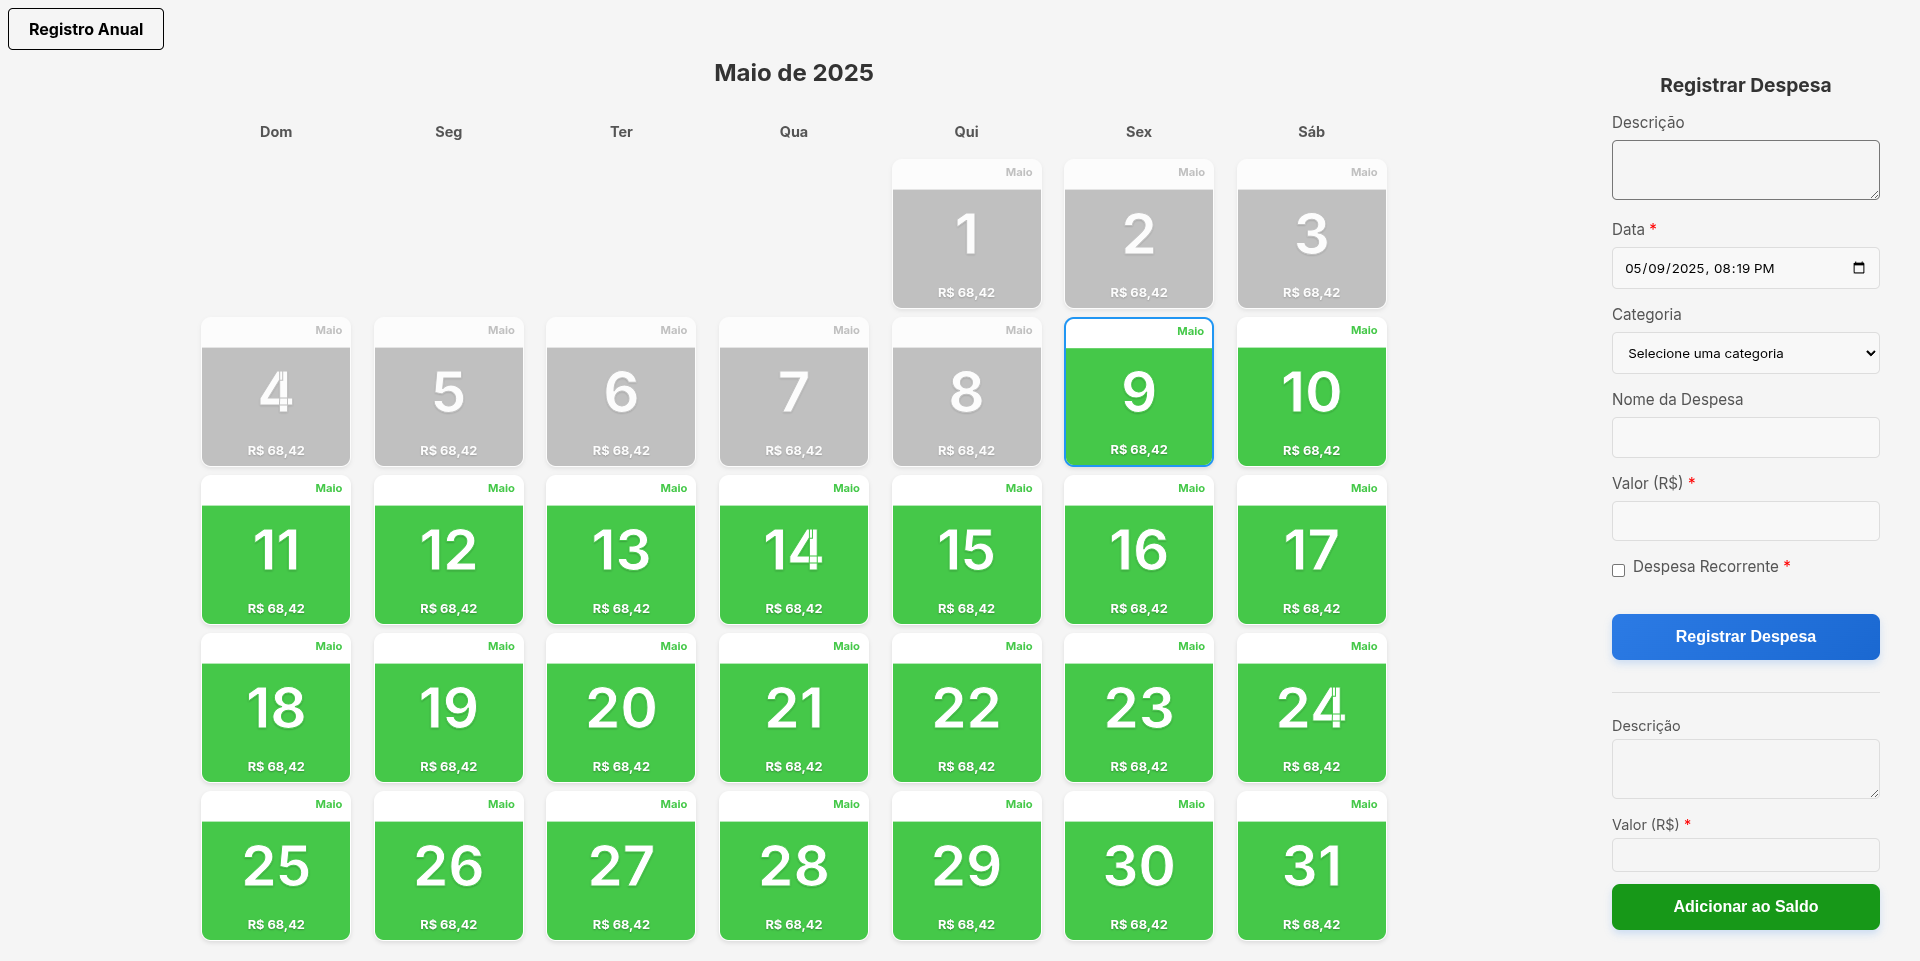 Registro Anual
Maio de 2025
Dom Seg Ter Qua Qui Sex Sáb
Maio Maio Maio
1 2 3
R$ 68,42 R$ 68,42 R$ 68,42
Maio Maio Maio Maio Maio Maio Maio
4 5 6 7 8 9 10
R$ 68,42 R$ 68,42 R$ 68,42 R$ 68,42 R$ 68,42 R$ 68,42 R$ 68,42
Maio Maio Maio Maio Maio Maio Maio
11 12 13 14 15 16 17
R$ 68,42 R$ 68,42 R$ 68,42 R$ 68,42 R$ 68,42 R$ 68,42 R$ 68,42
Maio Maio Maio Maio Maio Maio Maio
18 19 20 21 22 23 24
R$ 68,42 R$ 68,42 R$ 68,42 R$ 68,42 R$ 68,42 R$ 68,42 R$ 68,42
Maio Maio Maio Maio Maio Maio Maio
25 26 27 28 29 30 31
R$ 68,42 R$ 68,42 R$ 68,42 R$ 68,42 R$ 68,42 R$ 68,42 R$ 68,42
Registrar Despesa
Descrição
Data *
05/09/2025, 08:19 PM
Categoria
Selecione uma categoria
Nome da Despesa
Valor (R$) *
Despesa Recorrente *
Registrar Despesa
Descrição
Valor (R$) *
Adicionar ao Saldo